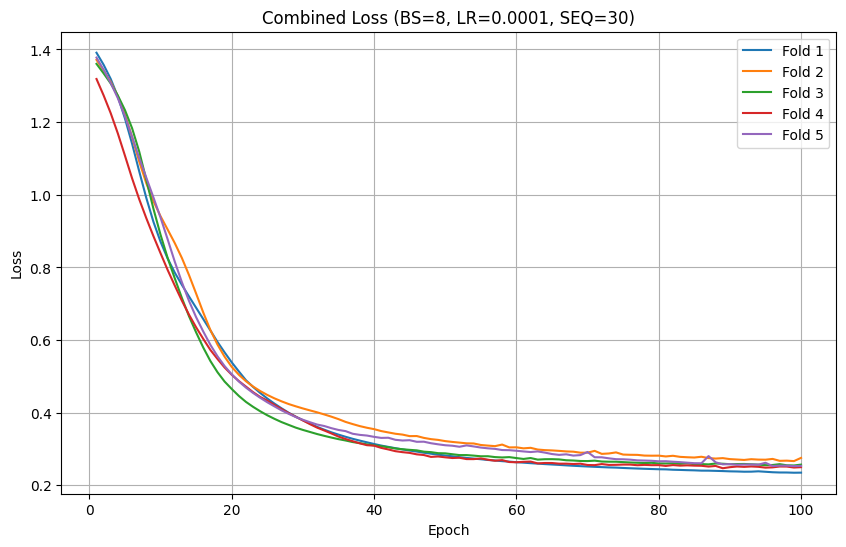 Combined Loss (BS=8, LR=0.0001, SEQ=30)
Loss
1.4
1.2
1.0
0.8
0.6
0.4
0.2
Fold 1
Fold 2
Fold 3
Fold 4
Fold 5
0 20 40 60 80 100
Epoch